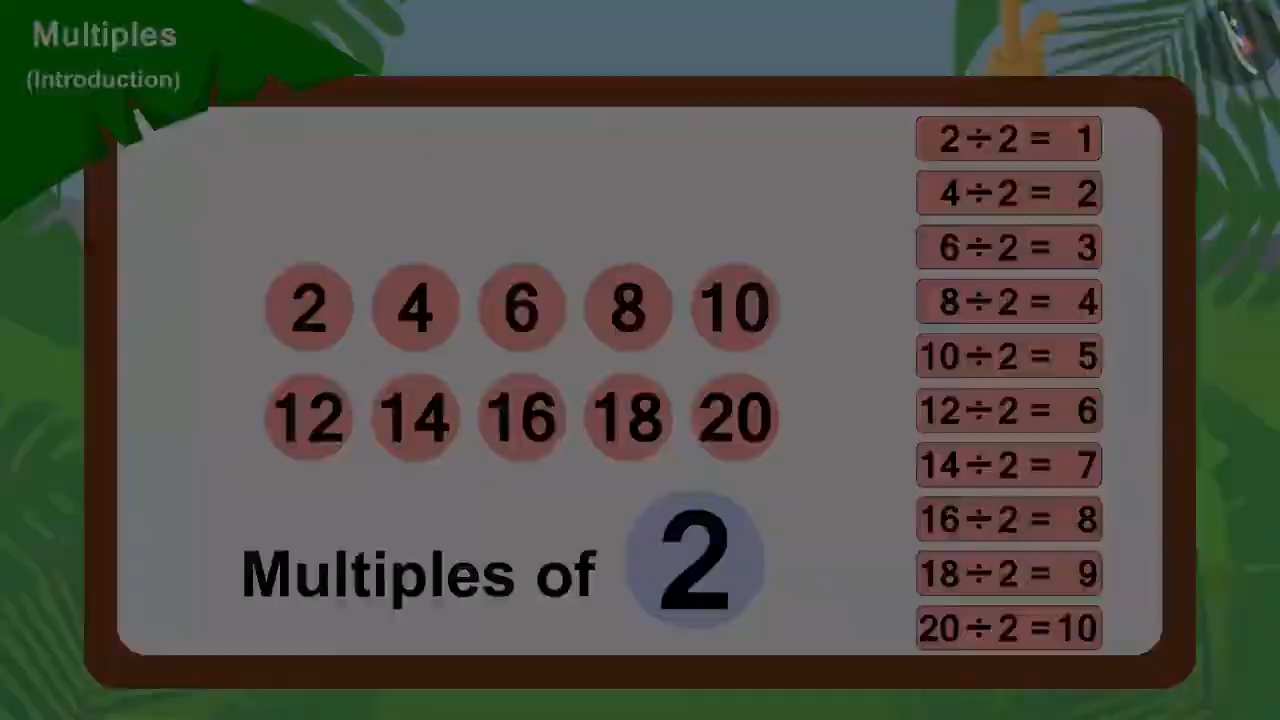 Multiples
(Introduction)
2 4 6 8 10
12 14 16 18 20
Multiples of 2
2÷2 = 1
4÷2 = 2
6÷2 = 3
8÷2 = 4
10÷2 = 5
12÷2 = 6
14÷2 = 7
16÷2 = 8
18÷2 = 9
20÷2 =10